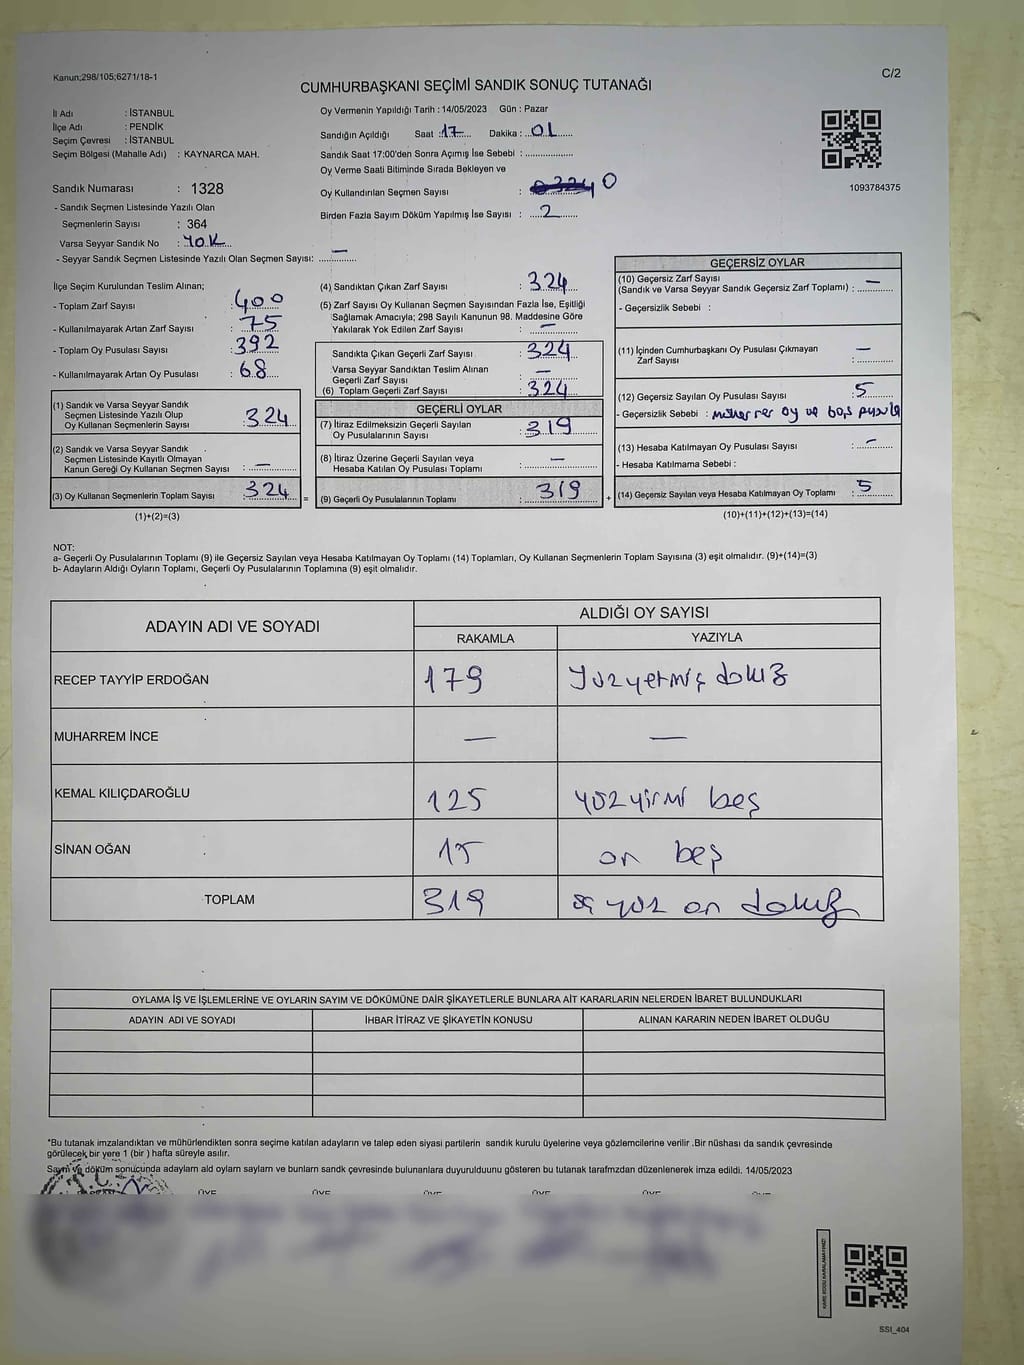 Kanun;298/105;6271/18-1
C/2
CUMHURBAŞKANI SEÇİMİ SANDIK SONUÇ TUTANAĞI
İl Adı : İSTANBUL
İlçe Adı : PENDİK
Seçim Çevresi : İSTANBUL
Seçim Bölgesi (Mahalle Adı) : KAYNARCA MAH.
Oy Vermenin Yapıldığı Tarih : 14/05/2023 Gün : Pazar
Sandığın Açıldığı Saat : 17 Dakika : 01
Sandık Saat 17:00'den Sonra Açımış İse Sebebi :
Oy Verme Saati Bitiminde Sırada Bekleyen ve
Oy Kullandırılan Seçmen Sayısı : 0
Birden Fazla Sayım Döküm Yapılmış İse Sayısı : 2
1093784375
Sandık Numarası : 1328
- Sandık Seçmen Listesinde Yazılı Olan
Seçmenlerin Sayısı : 364
Varsa Seyyar Sandık No : YOK
- Seyyar Sandık Seçmen Listesinde Yazılı Olan Seçmen Sayısı: —
İlçe Seçim Kurulundan Teslim Alınan;
- Toplam Zarf Sayısı : 400
- Kullanılmayarak Artan Zarf Sayısı : 75
- Toplam Oy Pusulası Sayısı : 392
- Kullanılmayarak Artan Oy Pusulası : 68
(1) Sandık ve Varsa Seyyar Sandık
Seçmen Listesinde Yazılı Olup
Oy Kullanan Seçmenlerin Sayısı : 324
(2) Sandık ve Varsa Seyyar Sandık
Seçmen Listesinde Kayıtlı Olmayan
Kanun Gereği Oy Kullanan Seçmen Sayısı : —
(3) Oy Kullanan Seçmenlerin Toplam Sayısı : 324 =
(1)+(2)=(3)
(4) Sandıktan Çıkan Zarf Sayısı : 324
(5) Zarf Sayısı Oy Kullanan Seçmen Sayısından Fazla İse, Eşitliği
Sağlamak Amacıyla; 298 Sayılı Kanunun 98. Maddesine Göre
Yakılarak Yok Edilen Zarf Sayısı : —
Sandıkta Çıkan Geçerli Zarf Sayısı : 324
Varsa Seyyar Sandıktan Teslim Alınan
Geçerli Zarf Sayısı : —
(6) Toplam Geçerli Zarf Sayısı : 324
GEÇERLİ OYLAR
(7) İtiraz Edilmeksizin Geçerli Sayılan
Oy Pusulalarının Sayısı : 319
(8) İtiraz Üzerine Geçerli Sayılan veya
Hesaba Katılan Oy Pusulası Toplamı : —
(9) Geçerli Oy Pusulalarının Toplamı : 319 +
GEÇERSİZ OYLAR
(10) Geçersiz Zarf Sayısı
(Sandık ve Varsa Seyyar Sandık Geçersiz Zarf Toplamı) : —
- Geçersizlik Sebebi :
(11) İçinden Cumhurbaşkanı Oy Pusulası Çıkmayan
Zarf Sayısı : —
(12) Geçersiz Sayılan Oy Pusulası Sayısı : 5
- Geçersizlik Sebebi : oy ve boş pusula
(13) Hesaba Katılmayan Oy Pusulası Sayısı : —
- Hesaba Katılmama Sebebi :
(14) Geçersiz Sayılan veya Hesaba Katılmayan Oy Toplamı : 5
(10)+(11)+(12)+(13)=(14)
NOT:
a- Geçerli Oy Pusulalarının Toplamı (9) ile Geçersiz Sayılan veya Hesaba Katılmayan Oy Toplamı (14) Toplamları, Oy Kullanan Seçmenlerin Toplam Sayısına (3) eşit olmalıdır. (9)+(14)=(3)
b- Adayların Aldığı Oyların Toplamı, Geçerli Oy Pusulalarının Toplamına (9) eşit olmalıdır.
ADAYIN ADI VE SOYADI
ALDIĞI OY SAYISI
RAKAMLA YAZIYLA
RECEP TAYYİP ERDOĞAN 179 Yüzyetmiş dokuz
MUHARREM İNCE — —
KEMAL KILIÇDAROĞLU 125 yüzyirmi beş
SİNAN OĞAN 15 on beş
TOPLAM 319 üç yüz on dokuz
OYLAMA İŞ VE İŞLEMLERİNE VE OYLARIN SAYIM VE DÖKÜMÜNE DAİR ŞİKAYETLERLE BUNLARA AİT KARARLARIN NELERDEN İBARET BULUNDUKLARI
ADAYIN ADI VE SOYADI İHBAR İTİRAZ VE ŞİKAYETİN KONUSU ALINAN KARARIN NEDEN İBARET OLDUĞU
*Bu tutanak imzalandıktan ve mühürlendikten sonra seçime katılan adayların ve talep eden siyasi partilerin sandık kurulu üyelerine veya gözlemcilerine verilir .Bir nüshası da sandık çevresinde
görülecek bir yere 1 (bir ) hafta süreyle asılır.
Sayım ve döküm sonucunda adaylarn ald oylarn saylarn ve bunlarn sandk çevresinde bulunanlara duyurulduunu gösteren bu tutanak tarafmzdan düzenlenerek imza edildi. 14/05/2023
T.C.
ÜYE ÜYE ÜYE ÜYE ÜYE
SSI_404